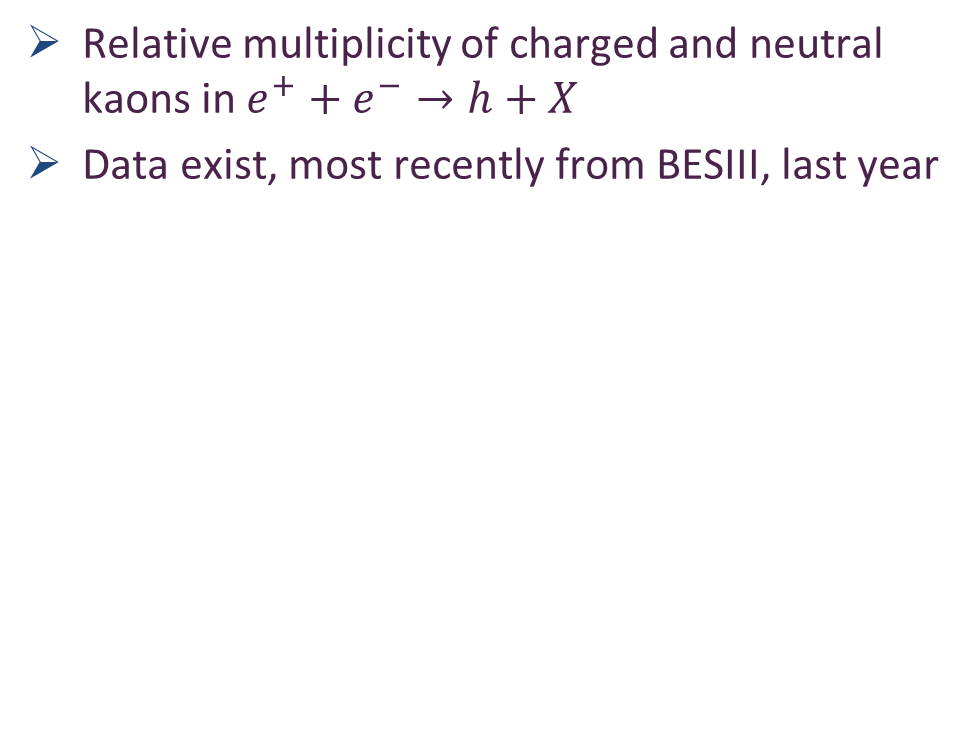 ➢ Relative multiplicity of charged and neutral
kaons in e⁺ + e⁻ → h + X
➢ Data exist, most recently from BESIII, last year